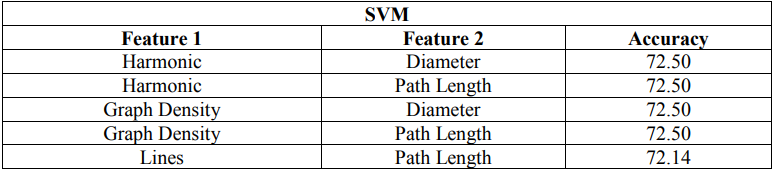 SVM
Feature 1 Feature 2 Accuracy
Harmonic Diameter 72.50
Harmonic Path Length 72.50
Graph Density Diameter 72.50
Graph Density Path Length 72.50
Lines Path Length 72.14